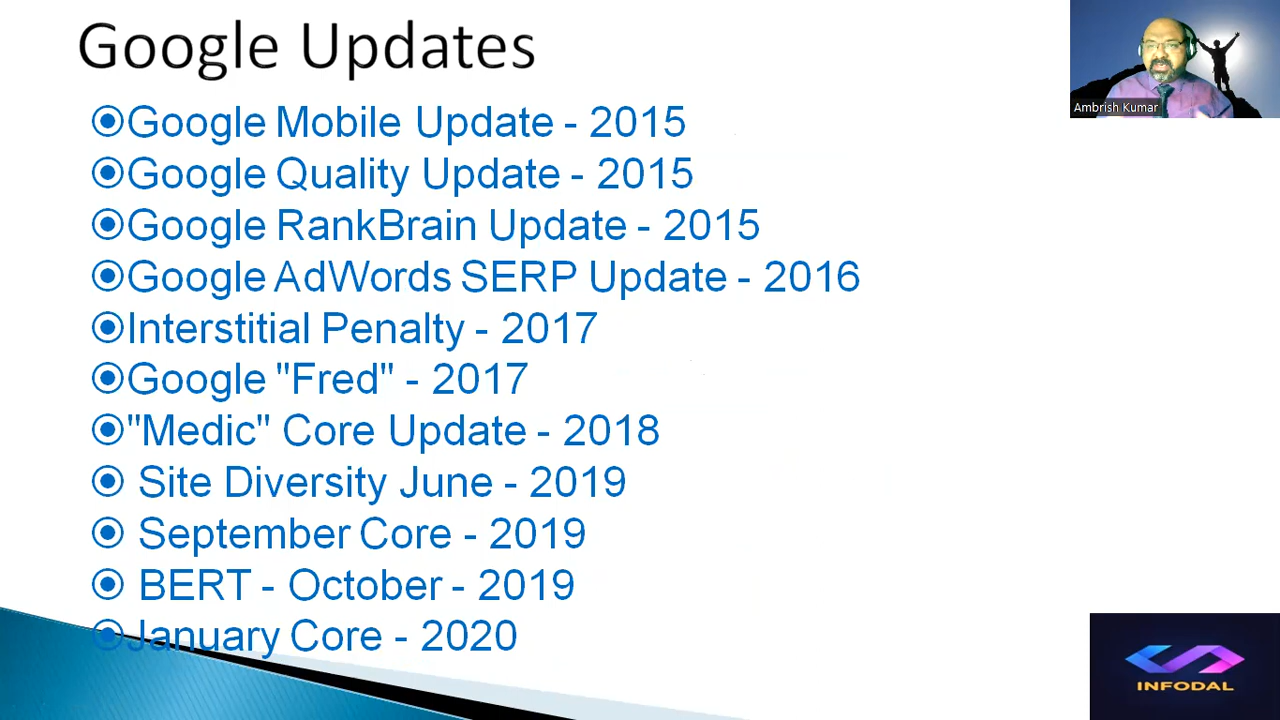 Google Updates
Ambrish Kumar
Google Mobile Update - 2015
Google Quality Update - 2015
Google RankBrain Update - 2015
Google AdWords SERP Update - 2016
Interstitial Penalty - 2017
Google "Fred" - 2017
"Medic" Core Update - 2018
Site Diversity June - 2019
September Core - 2019
BERT - October - 2019
January Core - 2020
INFODAL